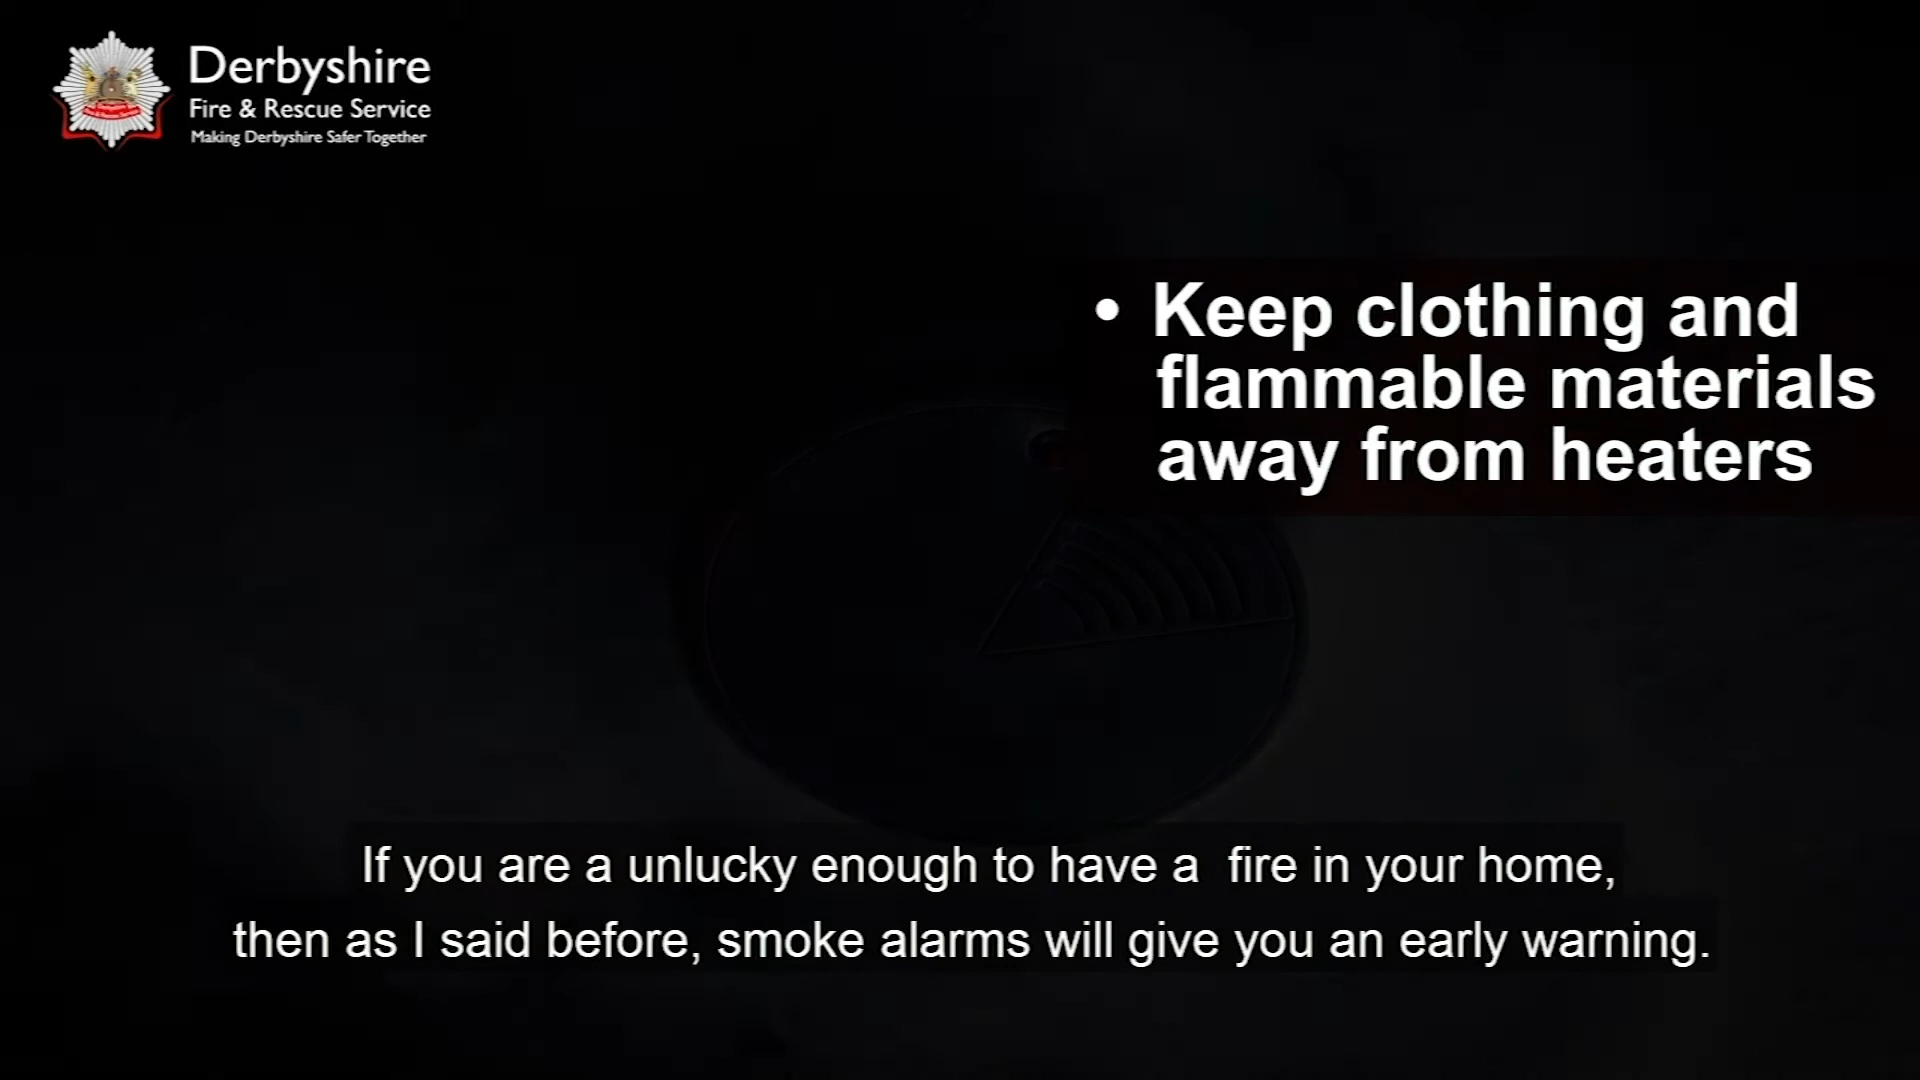 Derbyshire
Fire & Rescue Service
Making Derbyshire Safer Together
• Keep clothing and
flammable materials
away from heaters
If you are a unlucky enough to have a  fire in your home,
then as I said before, smoke alarms will give you an early warning.